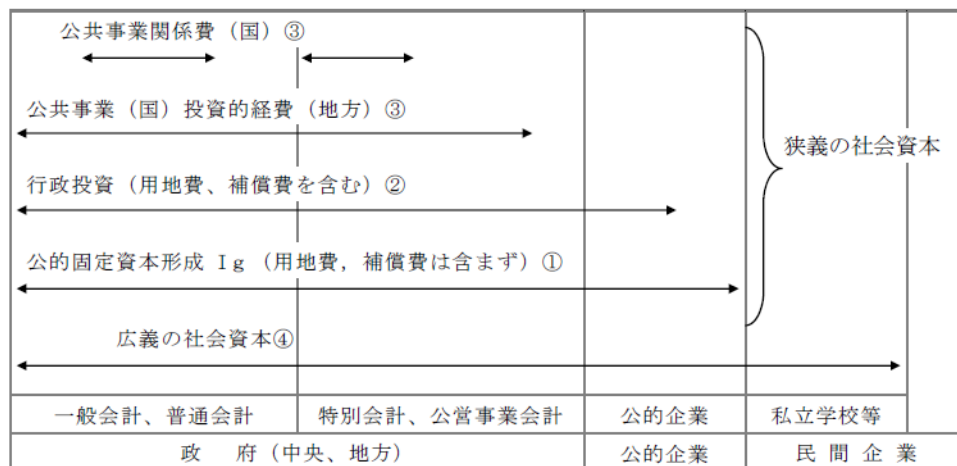 公共事業関係費（国）③
公共事業（国）投資的経費（地方）③
狭義の社会資本
行政投資（用地費、補償費を含む）②
公的固定資本形成 Ｉｇ（用地費，補償費は含まず）①
広義の社会資本④
一般会計、普通会計 特別会計、公営事業会計 公的企業 私立学校等
政 府（中央、地方） 公的企業 民 間 企 業